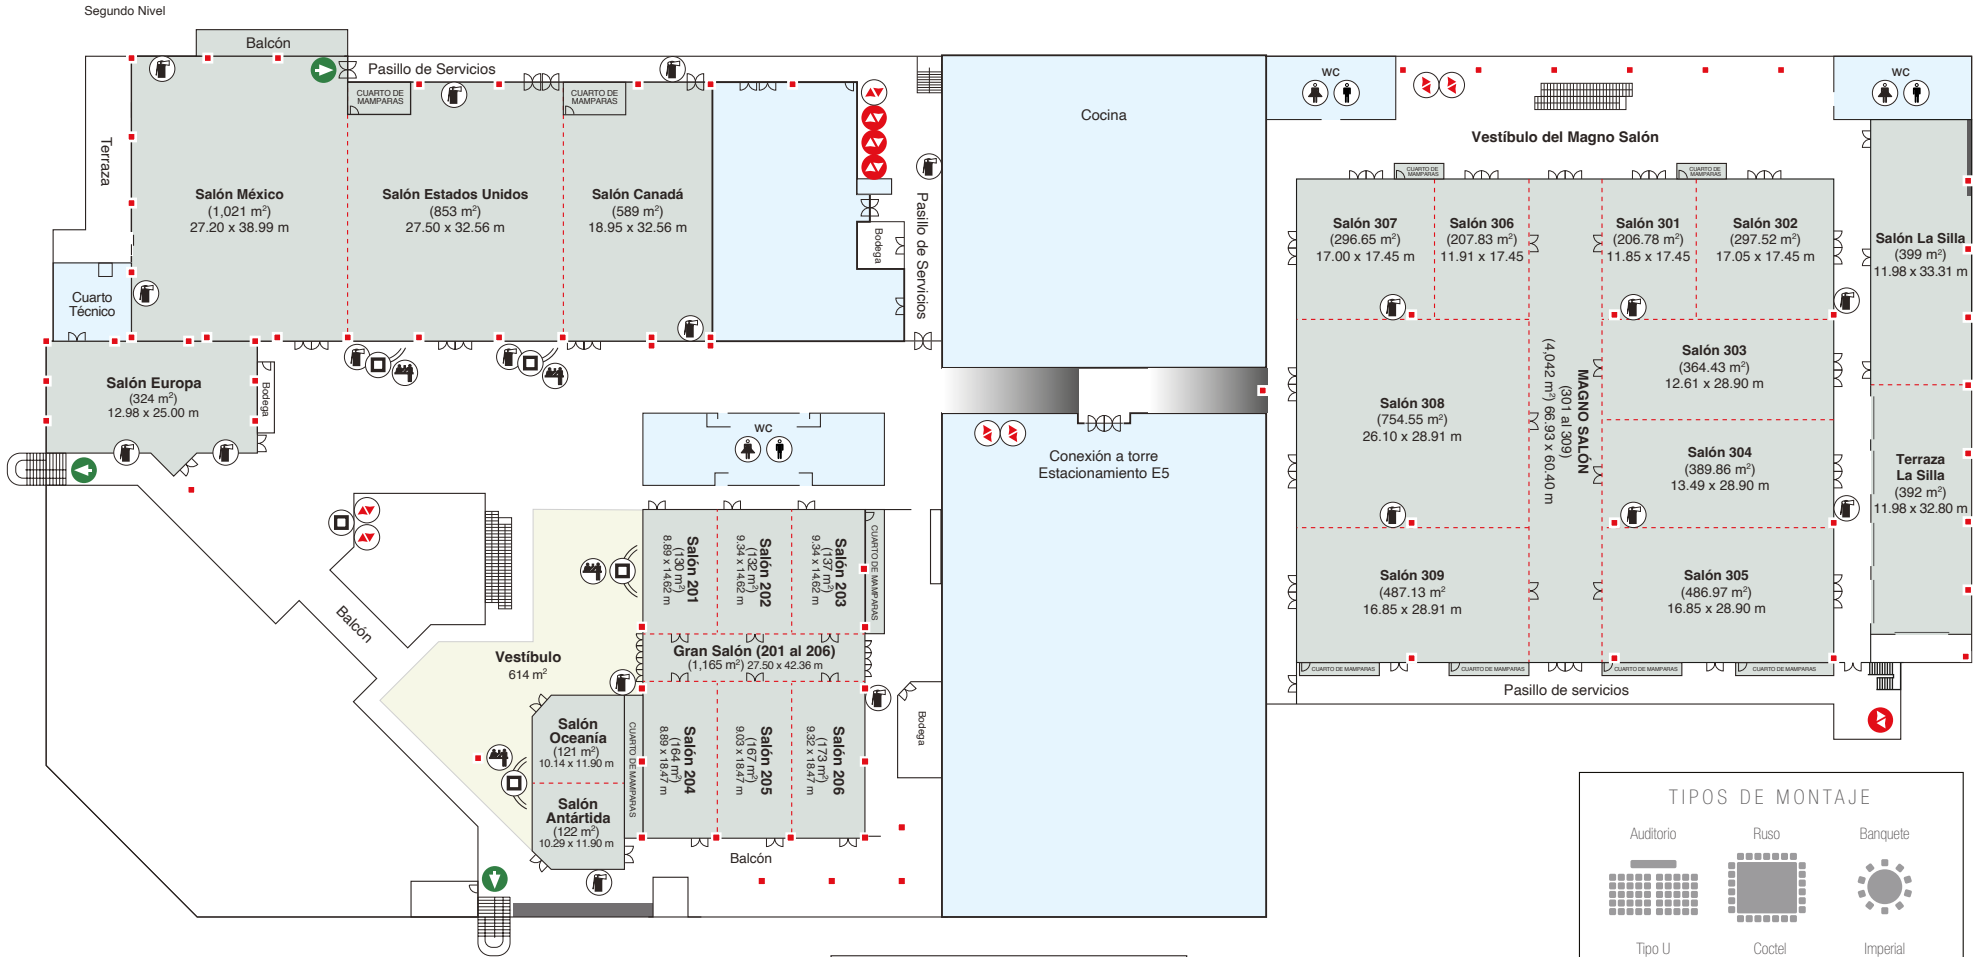 Segundo Nivel
Balcón
Pasillo de Servicios
CUARTO DE
MAMPARAS
CUARTO DE
MAMPARAS
Terraza
Salón México
(1,021 m²)
27.20 x 38.99 m
Salón Estados Unidos
(853 m²)
27.50 x 32.56 m
Salón Canadá
(589 m²)
18.95 x 32.56 m
Bodega
Pasillo de Servicios
Cuarto
Técnico
Salón Europa
(324 m²)
12.98 x 25.00 m
Bodega
Cocina
WC
Conexión a torre
Estacionamiento E5
Balcón
Vestíbulo
614 m²
Salón 201
(130 m²)
8.89 x 14.62 m
Salón 202
(132 m²)
9.34 x 14.62 m
Salón 203
(137 m²)
9.34 x 14.62 m
CUARTO DE MAMPARAS
Gran Salón (201 al 206)
(1,165 m²) 27.50 x 42.36 m
Salón
Oceanía
(121 m²)
10.14 x 11.90 m
Salón
Antártida
(122 m²)
10.29 x 11.90 m
CUARTO DE MAMPARAS
Salón 204
(164 m²)
8.89 x 18.47 m
Salón 205
(167 m²)
9.03 x 18.47 m
Salón 206
(173 m²)
9.32 x 18.47 m
Bodega
Balcón
WC
WC
Vestíbulo del Magno Salón
CUARTO DE
MAMPARAS
CUARTO DE
MAMPARAS
Salón 307
(296.65 m²)
17.00 x 17.45 m
Salón 306
(207.83 m²)
11.91 x 17.45
Salón 301
(206.78 m²)
11.85 x 17.45
Salón 302
(297.52 m²)
17.05 x 17.45 m
Salón La Silla
(399 m²)
11.98 x 33.31 m
MAGNO SALÓN
(301 al 309)
(4,042 m²) 66.93 x 60.40 m
Salón 303
(364.43 m²)
12.61 x 28.90 m
Salón 308
(754.55 m²)
26.10 x 28.91 m
Salón 304
(389.86 m²)
13.49 x 28.90 m
Terraza
La Silla
(392 m²)
11.98 x 32.80 m
Salón 309
(487.13 m²
16.85 x 28.91 m
Salón 305
(486.97 m²)
16.85 x 28.90 m
CUARTO DE MAMPARAS
CUARTO DE MAMPARAS
CUARTO DE MAMPARAS
CUARTO DE MAMPARAS
Pasillo de servicios
TIPOS DE MONTAJE
Auditorio
Ruso
Banquete
Tipo U
Coctel
Imperial